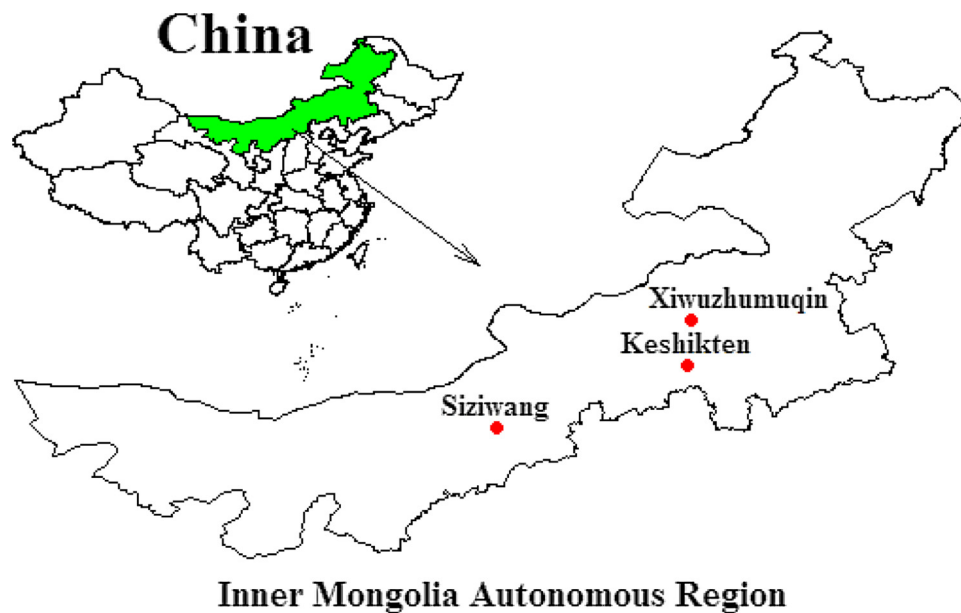 China
Xiwuzhumuqin
Keshikten
Siziwang
Inner Mongolia Autonomous Region